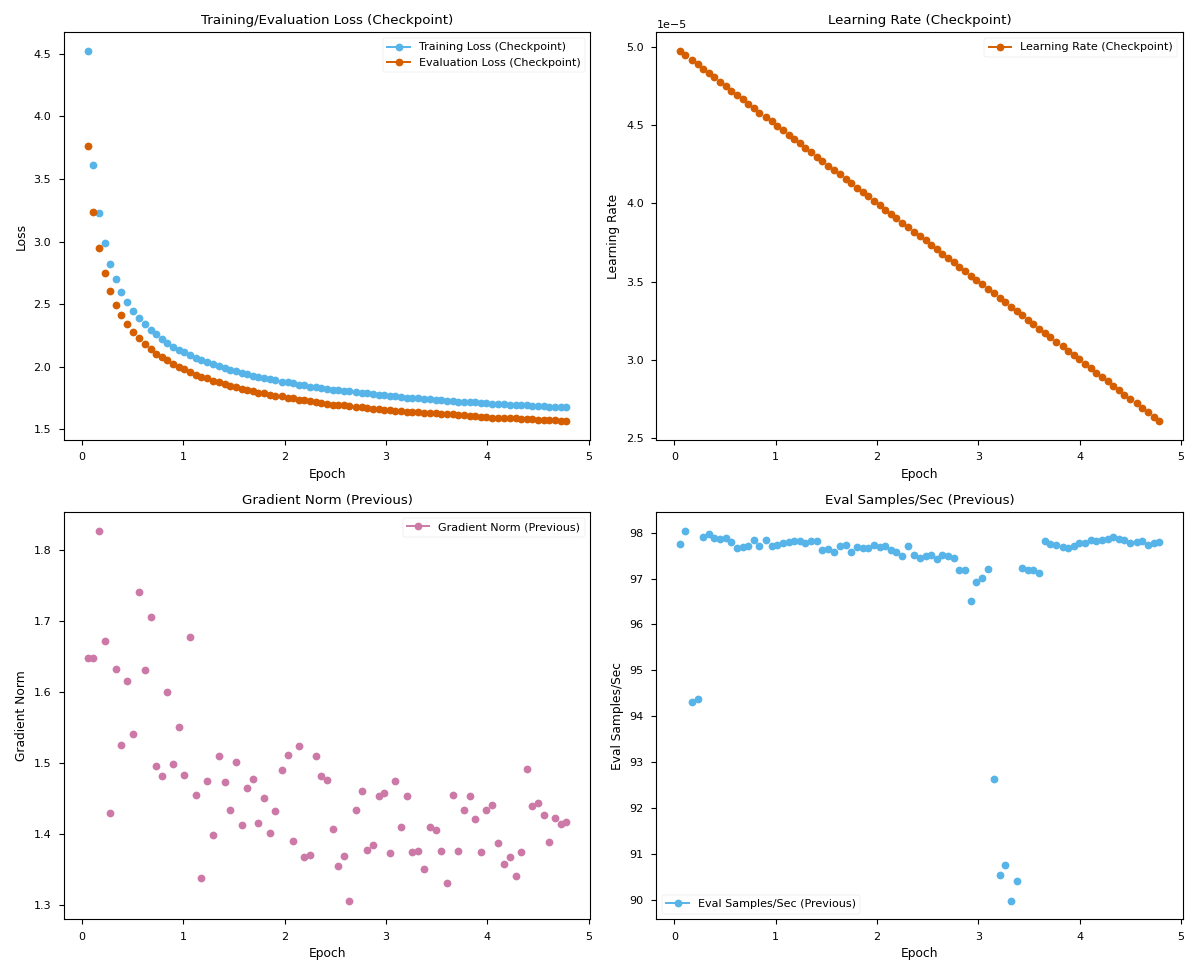 Training/Evaluation Loss (Checkpoint)
Training Loss (Checkpoint)
Evaluation Loss (Checkpoint)
4.5
4.0
3.5
3.0
2.5
2.0
1.5
Loss
0 1 2 3 4 5
Epoch
Learning Rate (Checkpoint)
1e−5
Learning Rate (Checkpoint)
5.0
4.5
4.0
3.5
3.0
2.5
Learning Rate
0 1 2 3 4 5
Epoch
Gradient Norm (Previous)
Gradient Norm (Previous)
1.8
1.7
1.6
1.5
1.4
1.3
Gradient Norm
0 1 2 3 4 5
Epoch
Eval Samples/Sec (Previous)
98
97
96
95
94
93
92
91
90
Eval Samples/Sec
Eval Samples/Sec (Previous)
0 1 2 3 4 5
Epoch